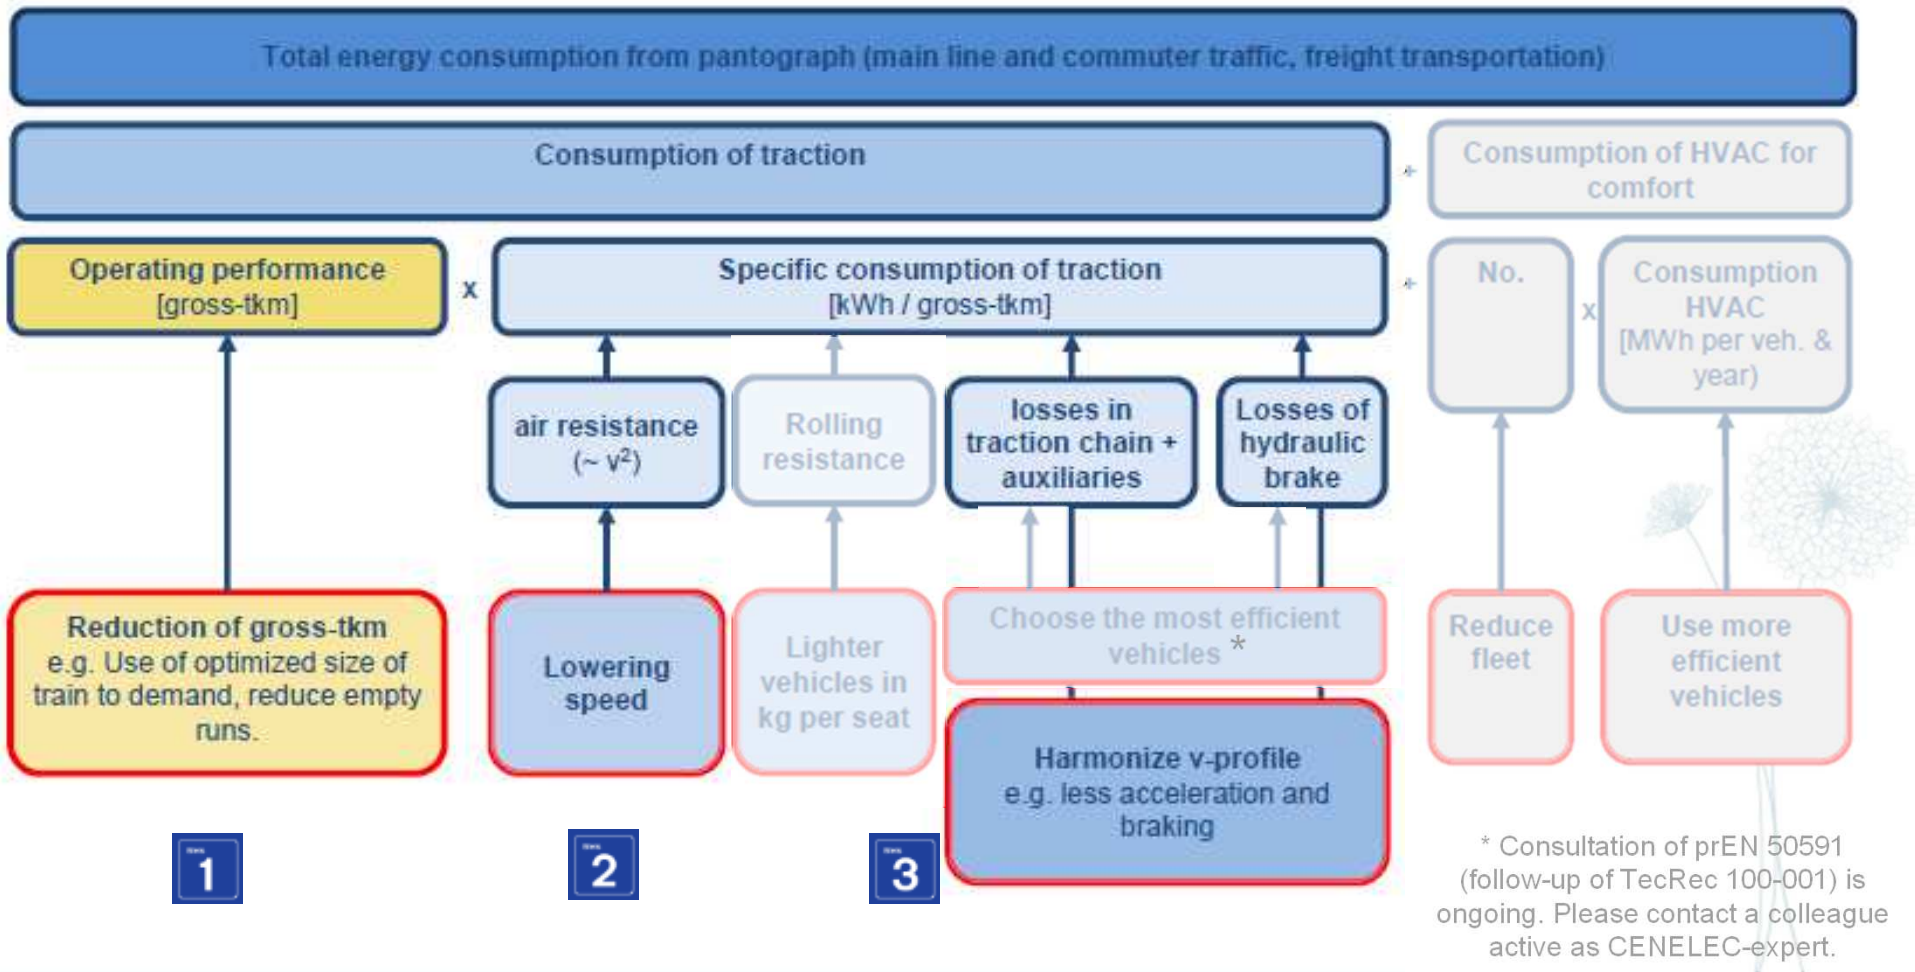 Total energy consumption from pantograph (main line and commuter traffic, freight transportation)
Consumption of traction
+
Consumption of HVAC for
comfort
Operating performance
[gross-tkm]
x
Specific consumption of traction
[kWh / gross-tkm]
+
No.
x
Consumption
HVAC
[MWh per veh. &
year)
air resistance
(~ v²)
Rolling
resistance
losses in
traction chain +
auxiliaries
Losses of
hydraulic
brake
Reduction of gross-tkm
e.g. Use of optimized size of
train to demand, reduce empty
runs.
Lowering
speed
Lighter
vehicles in
kg per seat
Choose the most efficient
vehicles *
Harmonize v-profile
e.g. less acceleration and
braking
Reduce
fleet
Use more
efficient
vehicles
1
2
3
* Consultation of prEN 50591
(follow-up of TecRec 100-001) is
ongoing. Please contact a colleague
active as CENELEC-expert.